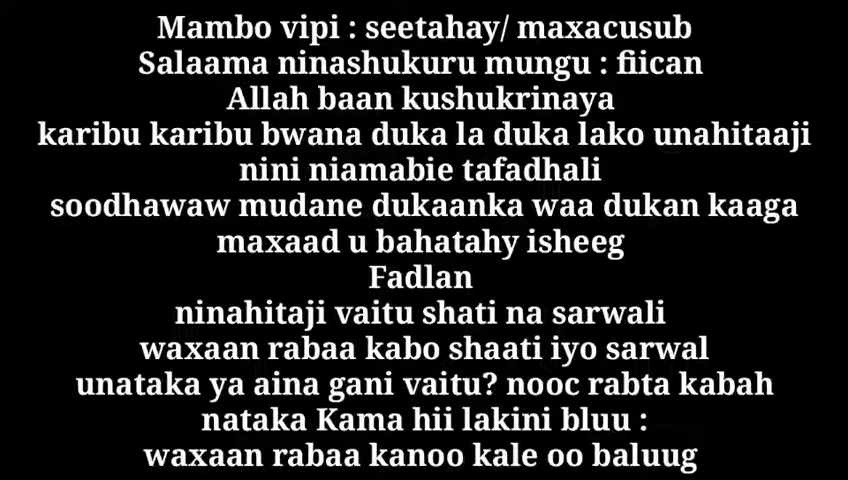 Mambo vipi : seetahay/ maxacusub
Salaama ninashukuru mungu : fiican
Allah baan kushukrinaya
karibu karibu bwana duka la duka lako unahitaaji
nini niamabie tafadhali
soodhawaw mudane dukaanka waa dukan kaaga
maxaad u bahatahy isheeg
Fadlan
ninahitaji vaitu shati na sarwali
waxaan rabaa kabo shaati iyo sarwal
unataka ya aina gani vaitu? nooc rabta kabah
nataka Kama hii lakini bluu :
waxaan rabaa kanoo kale oo baluug